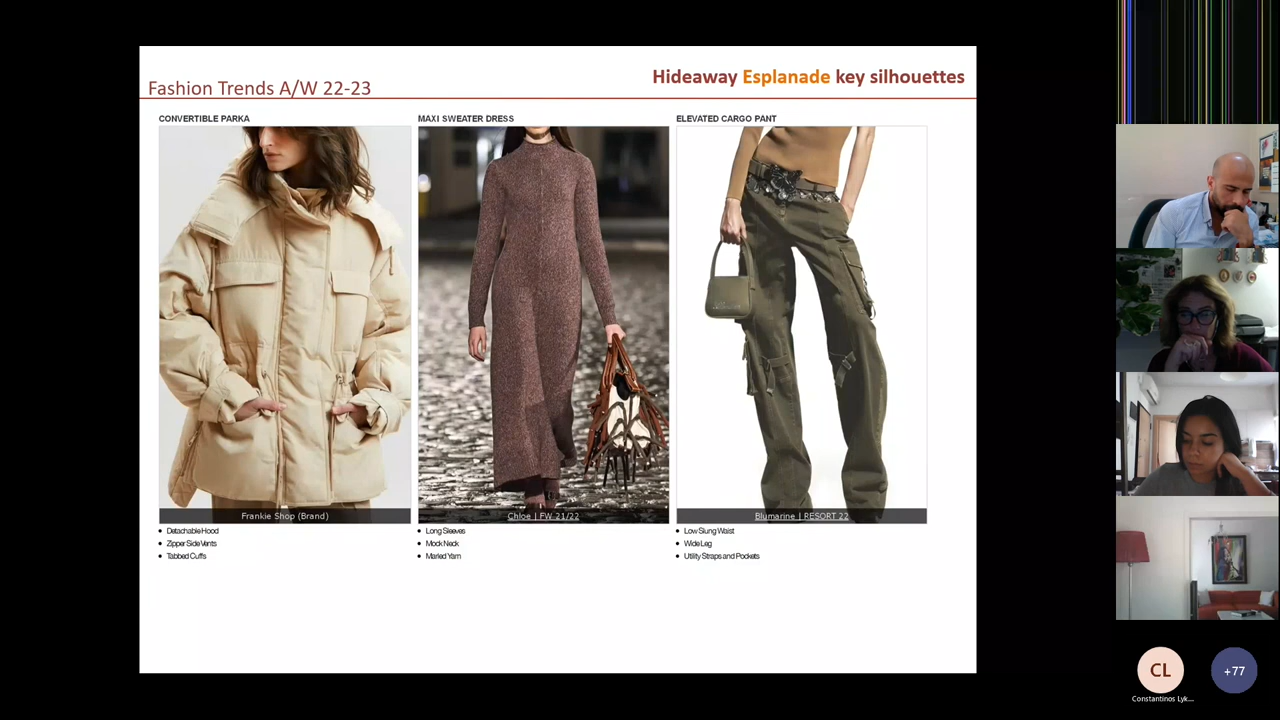 Fashion Trends A/W 22-23
Hideaway Esplanade key silhouettes
CONVERTIBLE PARKA
MAXI SWEATER DRESS
ELEVATED CARGO PANT
Frankie Shop (Brand)
Chloe | FW 21/22
Blumarine | RESORT 22
• Detachable Hood
• Zipper Side Vents
• Tabbed Cuffs
• Long Sleeves
• Mock Neck
• Marled Yarn
• Low Slung Waist
• Wide Leg
• Utility Straps and Pockets
CL
+77
Constantinos Lyk...